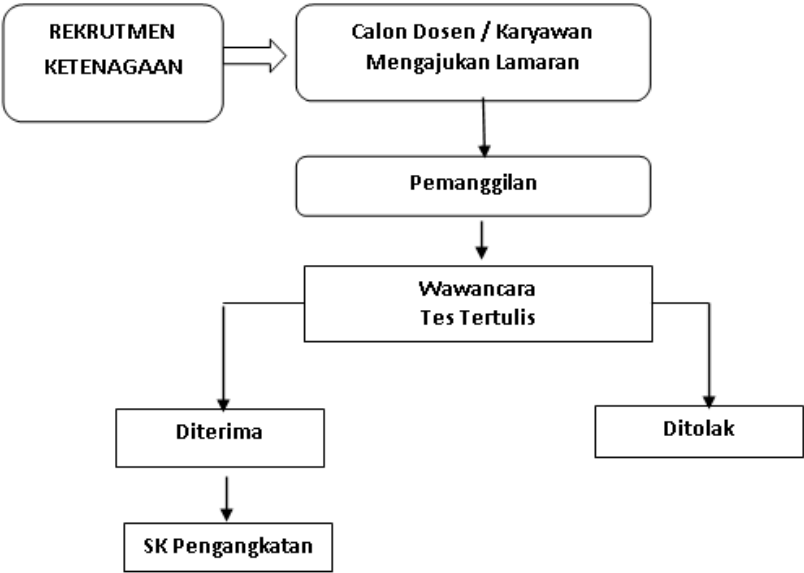 REKRUTMEN
KETENAGAAN
Calon Dosen / Karyawan
Mengajukan Lamaran
Pemanggilan
Wawancara
Tes Tertulis
Diterima
Ditolak
SK Pengangkatan